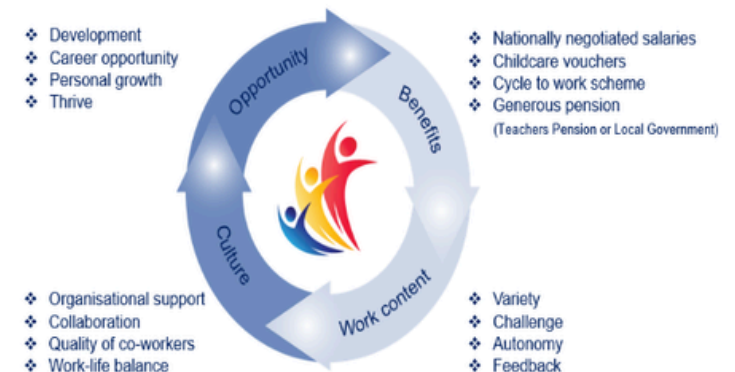 ❖ Development
❖ Career opportunity
❖ Personal growth
❖ Thrive
Opportunity
Benefits
❖ Nationally negotiated salaries
❖ Childcare vouchers
❖ Cycle to work scheme
❖ Generous pension
(Teachers Pension or Local Government)
Culture
Work content
❖ Organisational support
❖ Collaboration
❖ Quality of co-workers
❖ Work-life balance
❖ Variety
❖ Challenge
❖ Autonomy
❖ Feedback